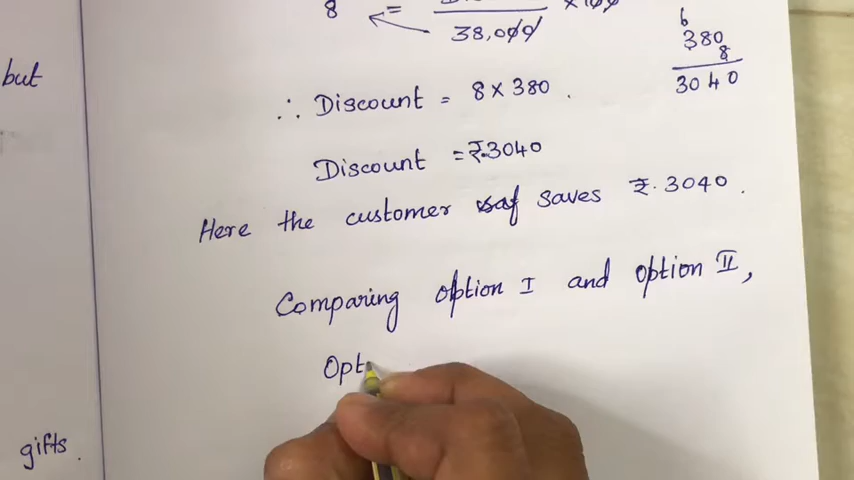 but
8 = 38,000 × 100
6
380
8
3040
∴ Discount = 8 × 380 .
Discount = ₹.3040
Here the customer saves ₹. 3040 .
Comparing option I and option II,
Opt
gifts.